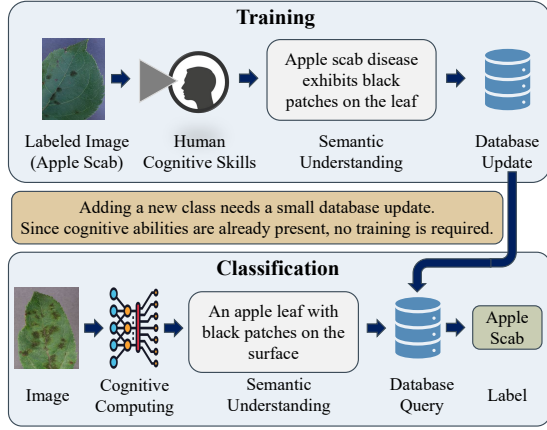 Training
Apple scab disease
exhibits black
patches on the leaf
Labeled Image
(Apple Scab)
Human
Cognitive Skills
Semantic
Understanding
Database
Update
Adding a new class needs a small database update.
Since cognitive abilities are already present, no training is required.
Classification
An apple leaf with
black patches on the
surface
Apple
Scab
Image
Cognitive
Computing
Semantic
Understanding
Database
Query
Label